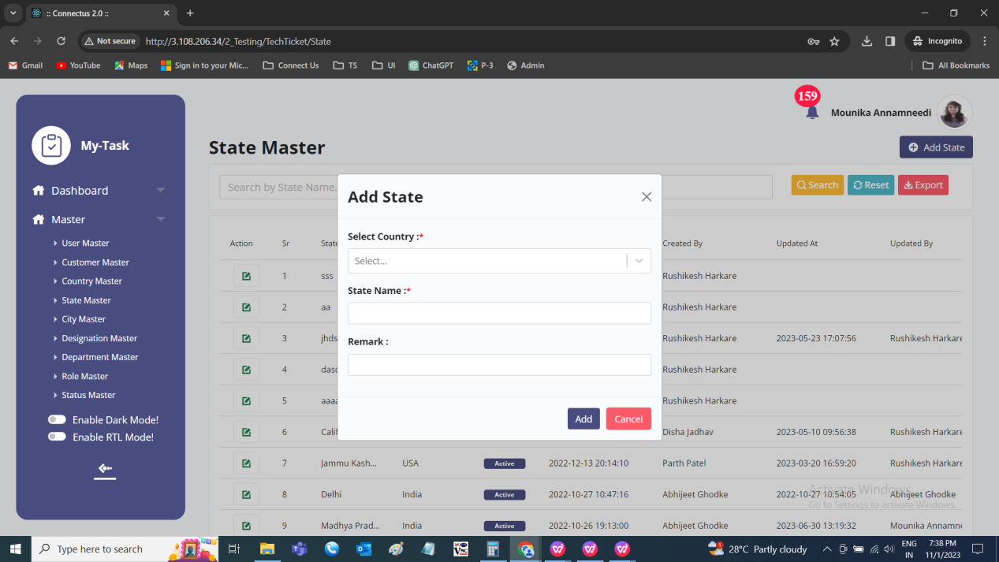 :: Connectus 2.0 ::
Not secure
http://3.108.206.34/2_Testing/TechTicket/State
Incognito
Gmail
YouTube
Maps
Sign in to your Mic...
Connect Us
TS
UI
ChatGPT
P-3
Admin
All Bookmarks
My-Task
Dashboard
Master
User Master
Customer Master
Country Master
State Master
City Master
Designation Master
Department Master
Role Master
Status Master
Enable Dark Mode!
Enable RTL Mode!
159
Mounika Annamneedi
State Master
Add State
Search by State Name.
Search
Reset
Export
Add State
Select Country :*
Select...
State Name :*
Remark :
Add
Cancel
Action Sr State Created By Updated At Updated By
1 sss Rushikesh Harkare
2 aa Rushikesh Harkare
3 jhds Rushikesh Harkare 2023-05-23 17:07:56 Rushikesh Harkare
4 dasd Rushikesh Harkare
5 aaaa Rushikesh Harkare
6 Calif Disha Jadhav 2023-05-10 09:56:38 Rushikesh Harkare
7 Jammu Kash... USA Active 2022-12-13 20:14:10 Parth Patel 2023-03-20 16:59:20 Rushikesh Harkare
8 Delhi India Active 2022-10-27 10:47:16 Abhijeet Ghodke 2022-10-27 10:54:05 Abhijeet Ghodke
9 Madhya Prad... India Active 2022-10-26 19:13:00 Abhijeet Ghodke 2023-06-30 13:19:32 Mounika Annamne
Activate Windows
Go to Settings to activate Windows.
Type here to search
28°C Partly cloudy
ENG
IN
7:38 PM
11/1/2023